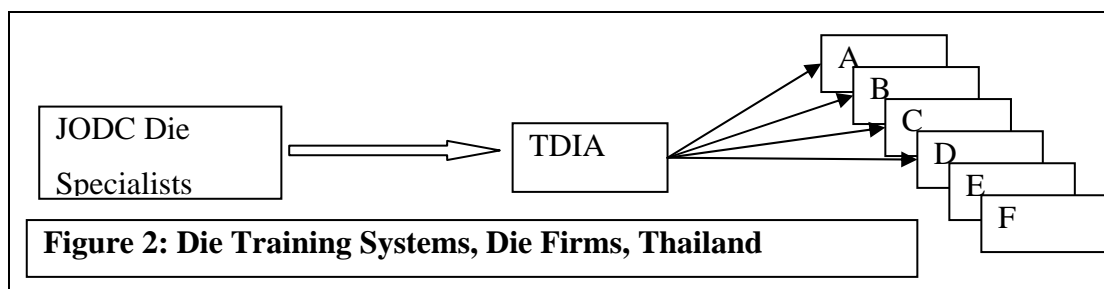 JODC Die
Specialists
TDIA
A
B
C
D
E
F
Figure 2: Die Training Systems, Die Firms, Thailand